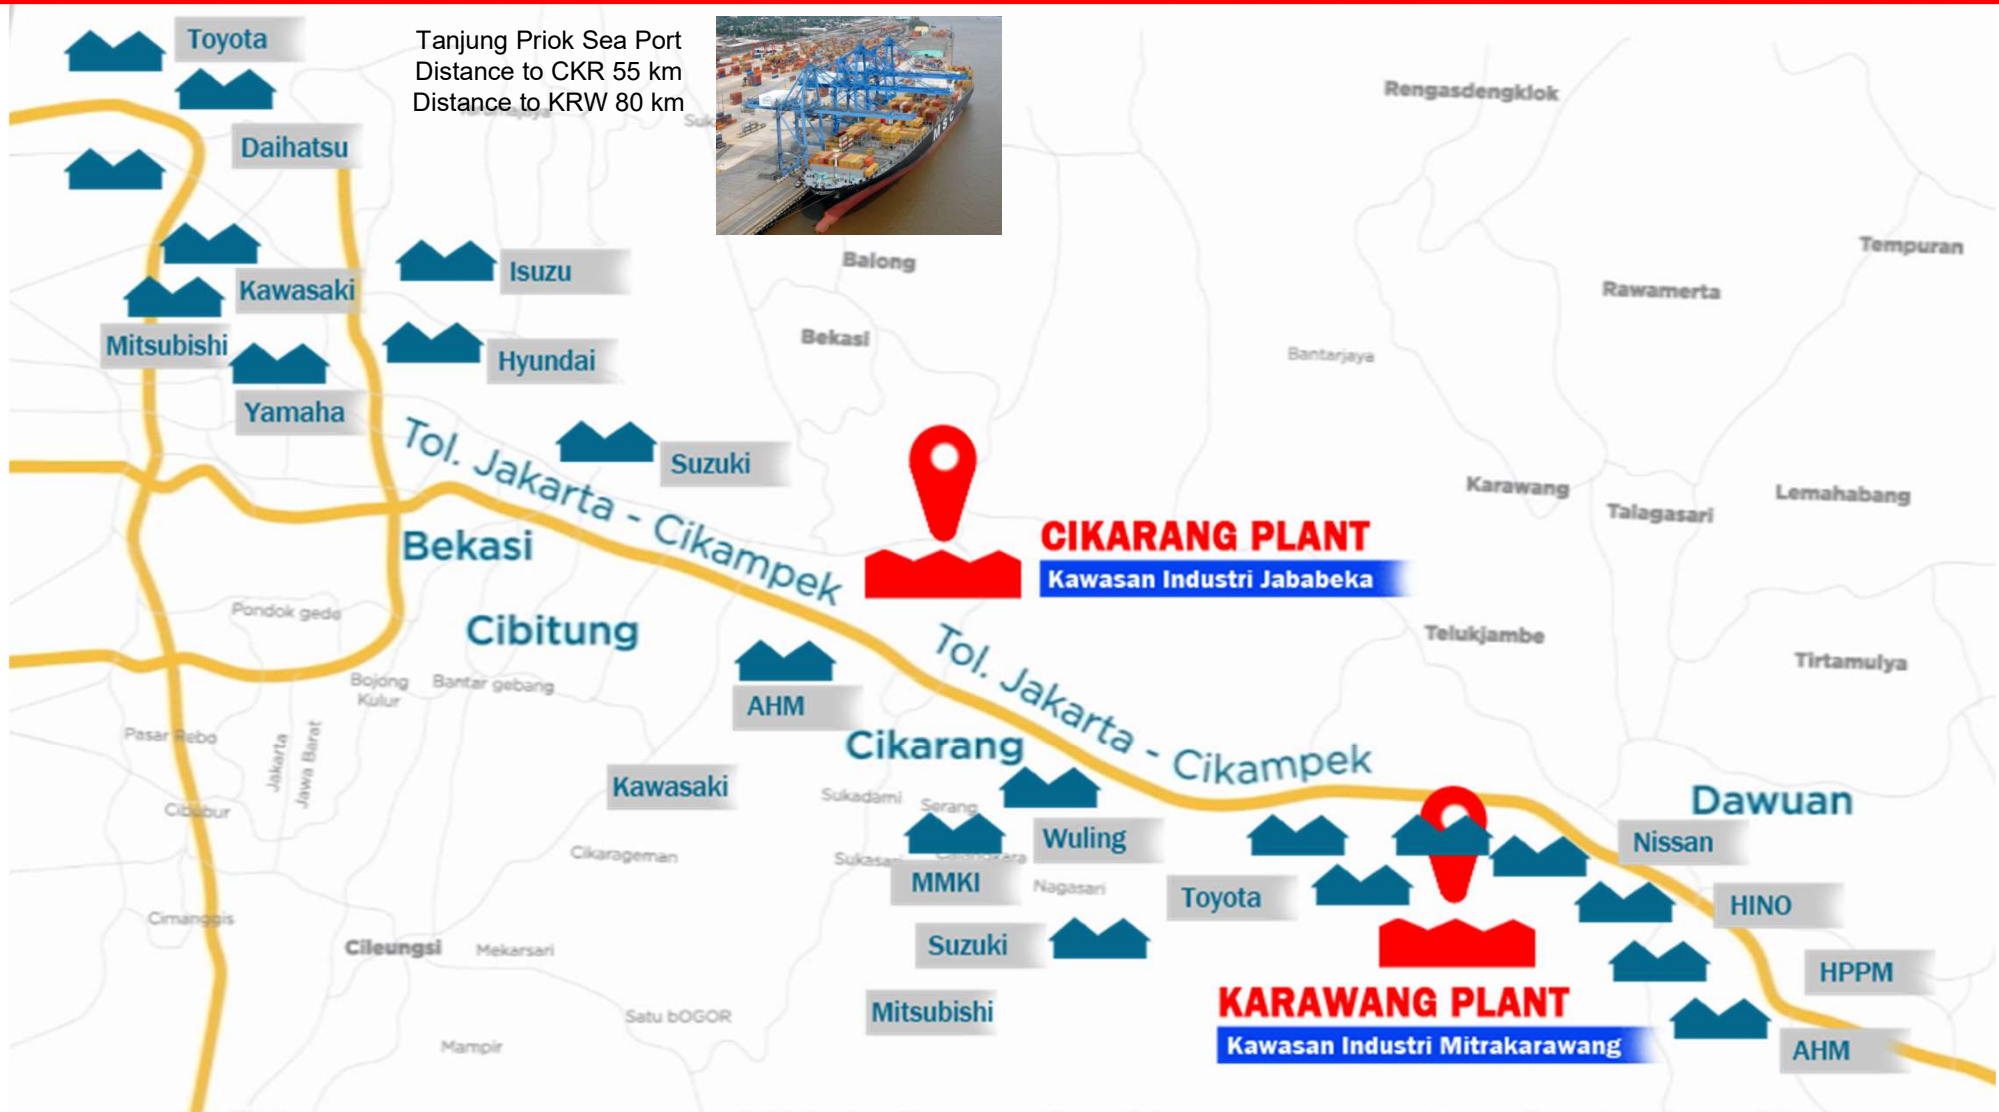 Toyota
Tanjung Priok Sea Port
Distance to CKR 55 km
Distance to KRW 80 km
MSC
Rengasdengklok
Daihatsu
Tempuran
Balong
Isuzu
Kawasaki
Rawamerta
Bekasi
Mitsubishi
Hyundai
Bantarjaya
Yamaha
Tol. Jakarta - Cikampek
Suzuki
Karawang
Lemahabang
Talagasari
Bekasi
CIKARANG PLANT
Kawasan Industri Jababeka
Pondok gede
Cibitung
Telukjambe
Tirtamulya
Tol. Jakarta - Cikampek
Bojong
Kulur
Bantar gebang
AHM
Pasar Rebo
Jakarta
Jawa Barat
Cikarang
Kawasaki
Sukadami
Serang
Dawuan
Cibubur
Wuling
Nissan
Cikarageman
MMKI
Nagasari
Toyota
HINO
Cimanggis
Cileungsi
Mekarsari
Suzuki
HPPM
KARAWANG PLANT
Kawasan Industri Mitrakarawang
Satu bOGOR
Mitsubishi
Mampir
AHM